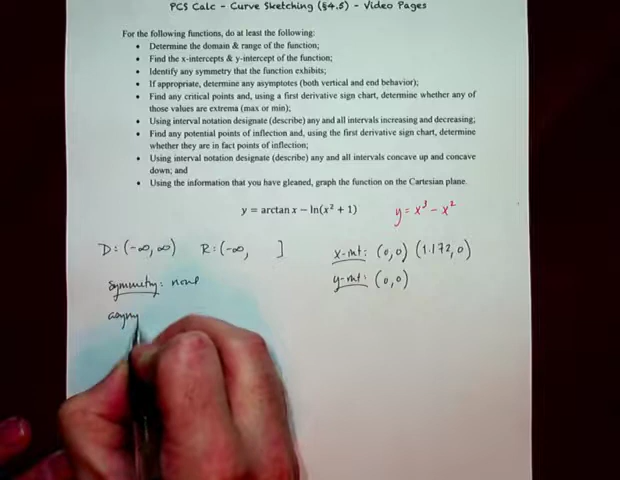 PCS Calc - Curve Sketching (§4.5) - Video Pages
For the following functions, do at least the following:
• Determine the domain & range of the function;
• Find the x-intercepts & y-intercept of the function;
• Identify any symmetry that the function exhibits;
• If appropriate, determine any asymptotes (both vertical and end behavior);
• Find any critical points and, using a first derivative sign chart, determine whether any of
those values are extrema (max or min);
• Using interval notation designate (describe) any and all intervals increasing and decreasing;
• Find any potential points of inflection and, using the first derivative sign chart, determine
whether they are in fact points of inflection;
• Using interval notation designate (describe) any and all intervals concave up and concave
down; and
• Using the information that you have gleaned, graph the function on the Cartesian plane.
y = arctan x − ln(x² + 1) y = x³ − x²
D: (-∞, ∞) R: (-∞, ] x-int: (0,0) (1.172, 0)
symmetry: none y-int: (0,0)
asym